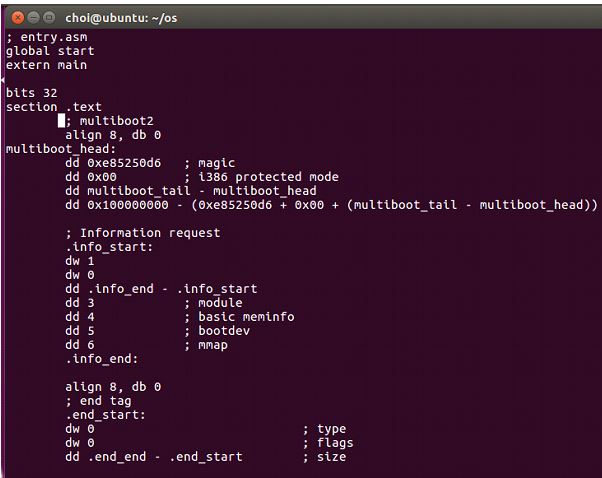 choi@ubuntu: ~/os
; entry.asm
global start
extern main

bits 32
section .text
        ; multiboot2
        align 8, db 0
multiboot_head:
        dd 0xe85250d6   ; magic
        dd 0x00         ; i386 protected mode
        dd multiboot_tail - multiboot_head
        dd 0x100000000 - (0xe85250d6 + 0x00 + (multiboot_tail - multiboot_head))

        ; Information request
        .info_start:
        dw 1
        dw 0
        dd .info_end - .info_start
        dd 3            ; module
        dd 4            ; basic meminfo
        dd 5            ; bootdev
        dd 6            ; mmap
        .info_end:

        align 8, db 0
        ; end tag
        .end_start:
        dw 0                            ; type
        dw 0                            ; flags
        dd .end_end - .end_start        ; size